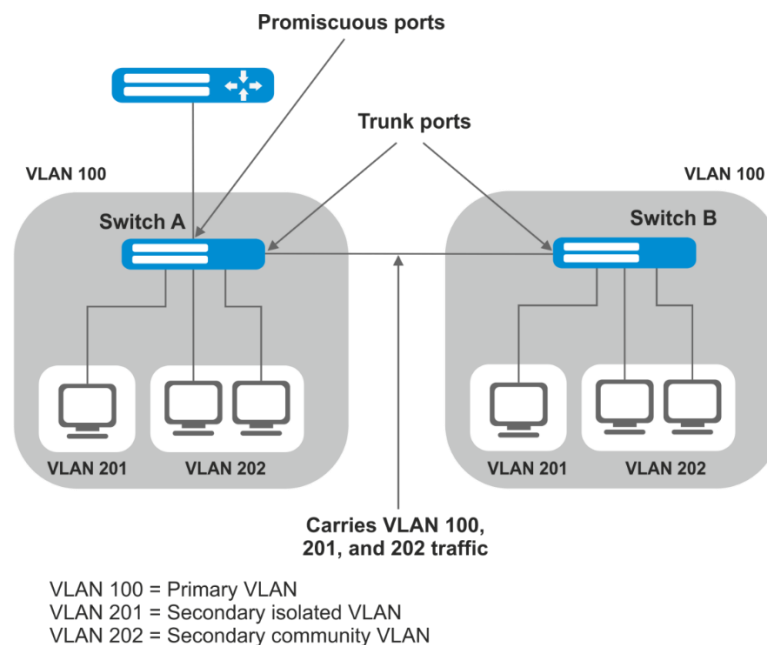 Promiscuous ports
Trunk ports
VLAN 100
VLAN 100
Switch A
Switch B
VLAN 201
VLAN 202
VLAN 201
VLAN 202
Carries VLAN 100,
201, and 202 traffic
VLAN 100 = Primary VLAN
VLAN 201 = Secondary isolated VLAN
VLAN 202 = Secondary community VLAN